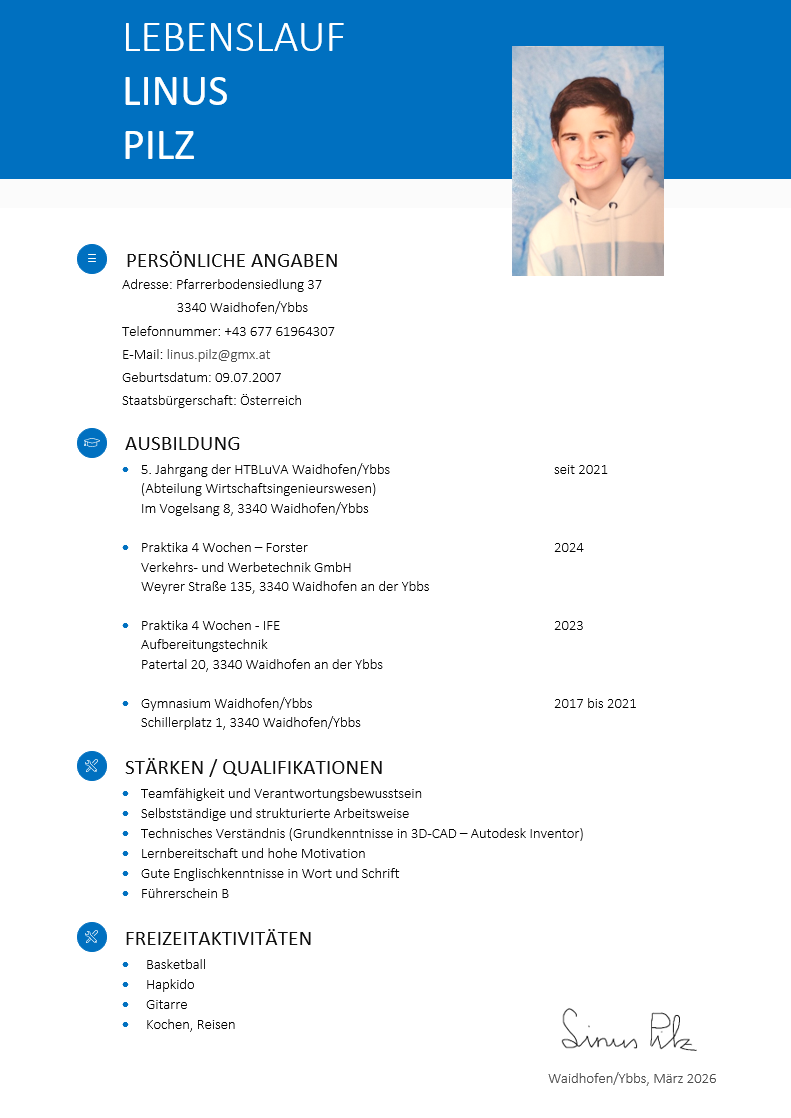 LEBENSLAUF
LINUS
PILZ
PERSÖNLICHE ANGABEN
Adresse: Pfarrerbodensiedlung 37
3340 Waidhofen/Ybbs
Telefonnummer: +43 677 61964307
E-Mail: linus.pilz@gmx.at
Geburtsdatum: 09.07.2007
Staatsbürgerschaft: Österreich
AUSBILDUNG
5. Jahrgang der HTBLuVA Waidhofen/Ybbs seit 2021
(Abteilung Wirtschaftsingenieurswesen)
Im Vogelsang 8, 3340 Waidhofen/Ybbs
Praktika 4 Wochen – Forster 2024
Verkehrs- und Werbetechnik GmbH
Weyrer Straße 135, 3340 Waidhofen an der Ybbs
Praktika 4 Wochen - IFE 2023
Aufbereitungstechnik
Patertal 20, 3340 Waidhofen an der Ybbs
Gymnasium Waidhofen/Ybbs 2017 bis 2021
Schillerplatz 1, 3340 Waidhofen/Ybbs
STÄRKEN / QUALIFIKATIONEN
Teamfähigkeit und Verantwortungsbewusstsein
Selbstständige und strukturierte Arbeitsweise
Technisches Verständnis (Grundkenntnisse in 3D-CAD – Autodesk Inventor)
Lernbereitschaft und hohe Motivation
Gute Englischkenntnisse in Wort und Schrift
Führerschein B
FREIZEITAKTIVITÄTEN
Basketball
Hapkido
Gitarre
Kochen, Reisen
Linus Pilz
Waidhofen/Ybbs, März 2026